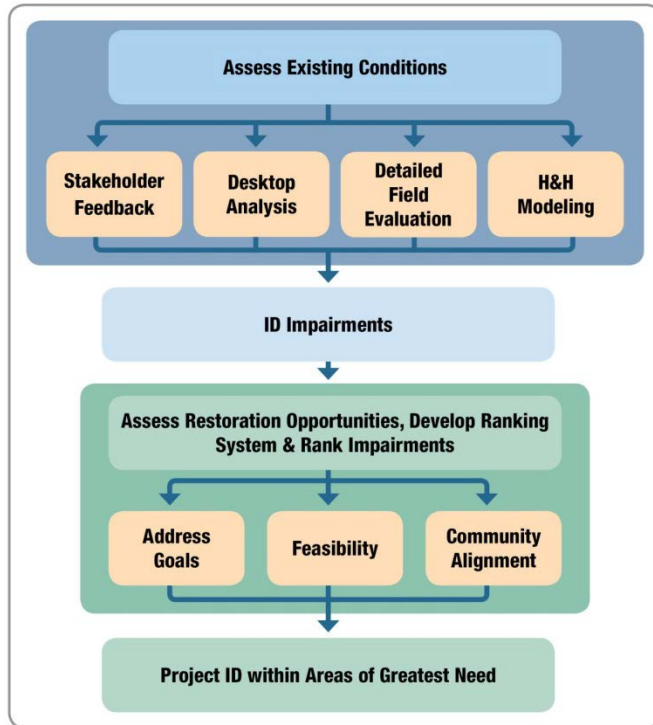 Assess Existing Conditions
Stakeholder
Feedback
Desktop
Analysis
Detailed
Field
Evaluation
H&H
Modeling
ID Impairments
Assess Restoration Opportunities, Develop Ranking
System & Rank Impairments
Address
Goals
Feasibility
Community
Alignment
Project ID within Areas of Greatest Need